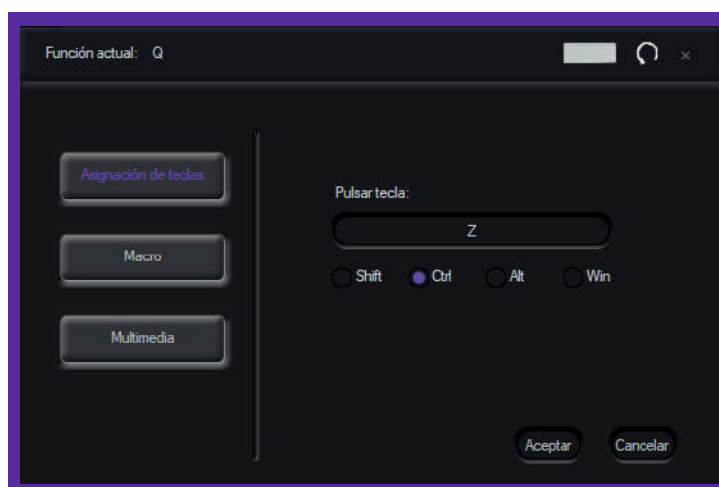 Función actual: Q
×
Asignación de teclas
Macro
Multimedia
Pulsar tecla:
Z
Shift Ctrl Alt Win
Aceptar Cancelar